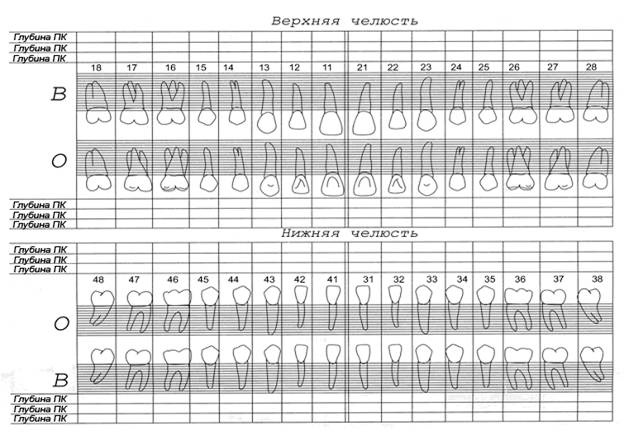 Верхняя челюсть
Глубина ПК
Глубина ПК
Глубина ПК
18 17 16 15 14 13 12 11 21 22 23 24 25 26 27 28
В
О
Глубина ПК
Глубина ПК
Глубина ПК
Нижняя челюсть
Глубина ПК
Глубина ПК
Глубина ПК
48 47 46 45 44 43 42 41 31 32 33 34 35 36 37 38
О
В
Глубина ПК
Глубина ПК
Глубина ПК